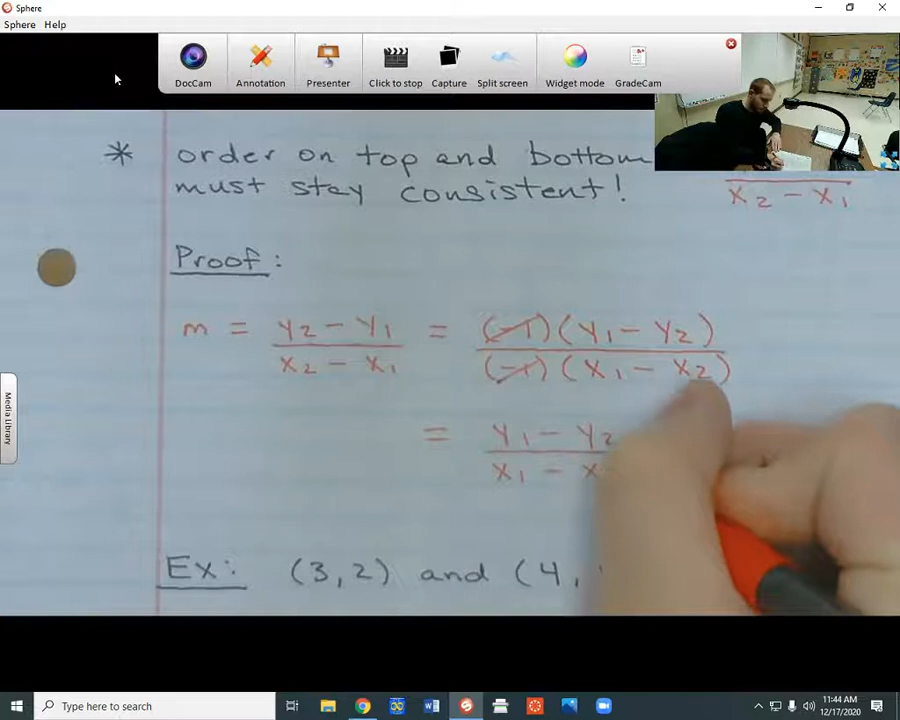 Sphere
Sphere Help
DocCam Annotation Presenter Click to stop Capture Split screen Widget mode GradeCam
* order on top and bottom
must stay consistent!
x₂ - x₁
Proof:
m = y₂ - y₁ = (-1)(y₁ - y₂)
x₂ - x₁ (-1)(x₁ - x₂)
= y₁ - y₂
x₁ - x
Ex: (3, 2) and (4,
Media Library
Type here to search
11:44 AM
12/17/2020